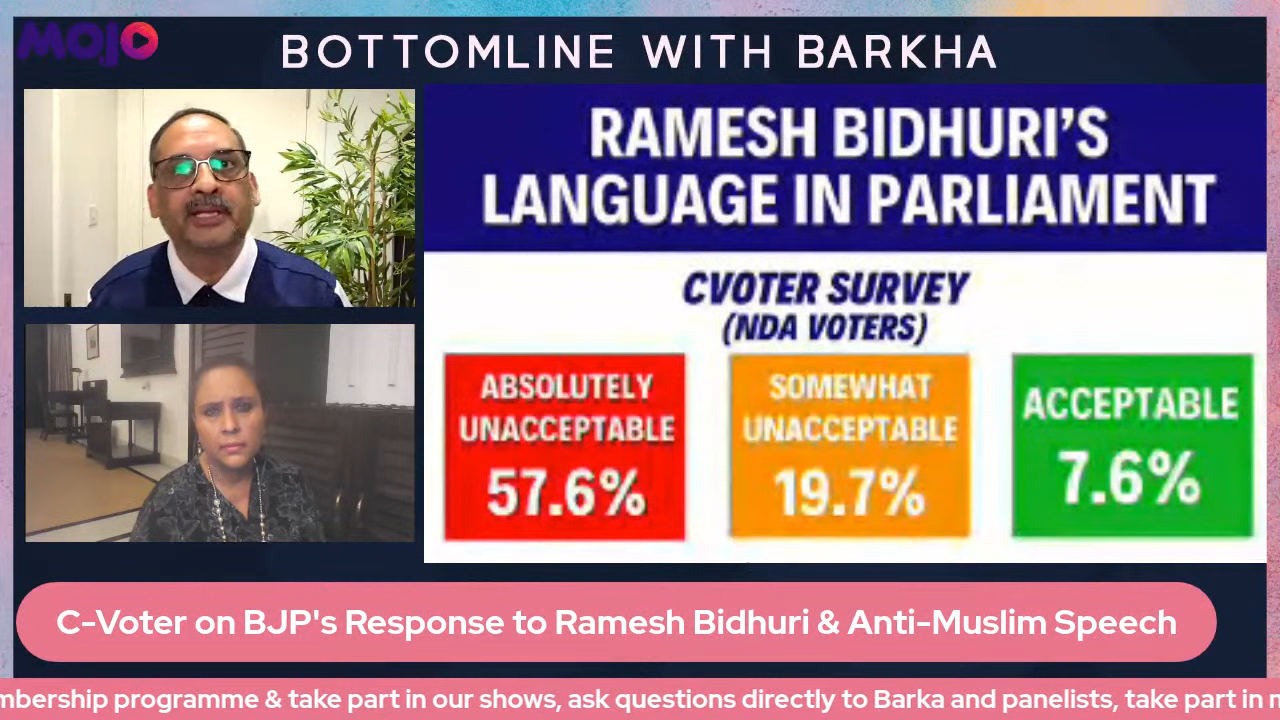 MOJO
BOTTOMLINE WITH BARKHA
RAMESH BIDHURI'S
LANGUAGE IN PARLIAMENT
CVOTER SURVEY
(NDA VOTERS)
ABSOLUTELY
UNACCEPTABLE
57.6%
SOMEWHAT
UNACCEPTABLE
19.7%
ACCEPTABLE
7.6%
C-Voter on BJP's Response to Ramesh Bidhuri & Anti-Muslim Speech
mbership programme & take part in our shows, ask questions directly to Barka and panelists, take part in